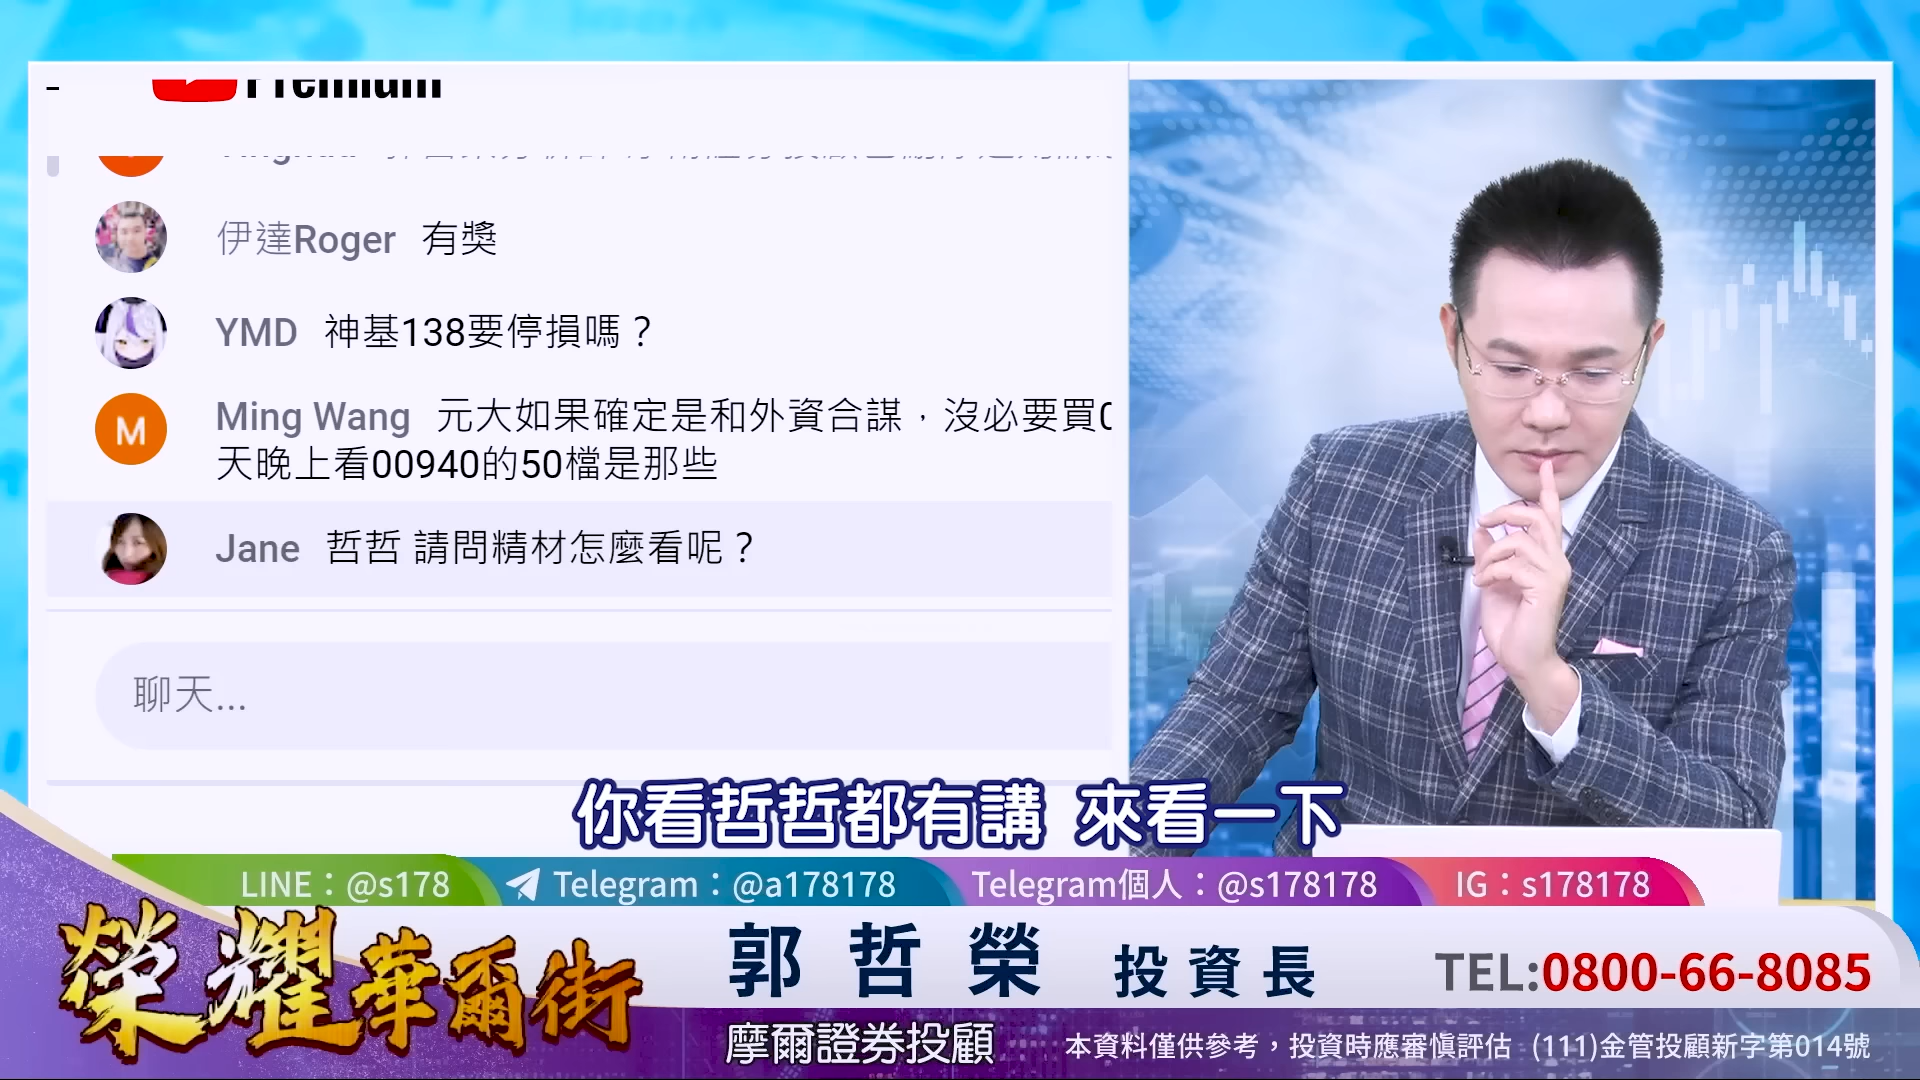 Premium
伊達Roger 有獎
YMD 神基138要停損嗎？
M
Ming Wang 元大如果確定是和外資合謀，沒必要買0
天晚上看00940的50檔是那些
Jane 哲哲 請問精材怎麼看呢？
聊天...
你看哲哲都有講 來看一下
LINE：@s178 Telegram：@a178178 Telegram個人：@s178178 IG：s178178
榮耀華爾街
郭哲榮 投資長
TEL:0800-66-8085
摩爾證券投顧
本資料僅供參考，投資時應審慎評估 (111)金管投顧新字第014號